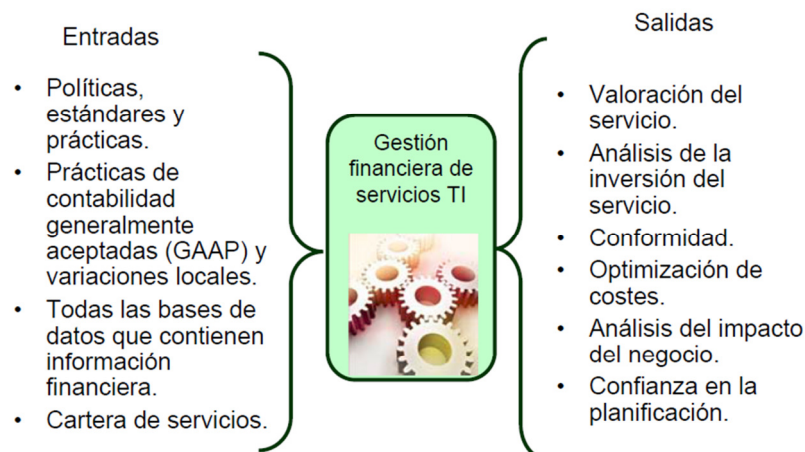 Entradas
• Políticas,
estándares y
prácticas.
• Prácticas de
contabilidad
generalmente
aceptadas (GAAP) y
variaciones locales.
• Todas las bases de
datos que contienen
información
financiera.
• Cartera de servicios.
Gestión
financiera de
servicios TI
Salidas
• Valoración del
servicio.
• Análisis de la
inversión del
servicio.
• Conformidad.
• Optimización de
costes.
• Análisis del impacto
del negocio.
• Confianza en la
planificación.